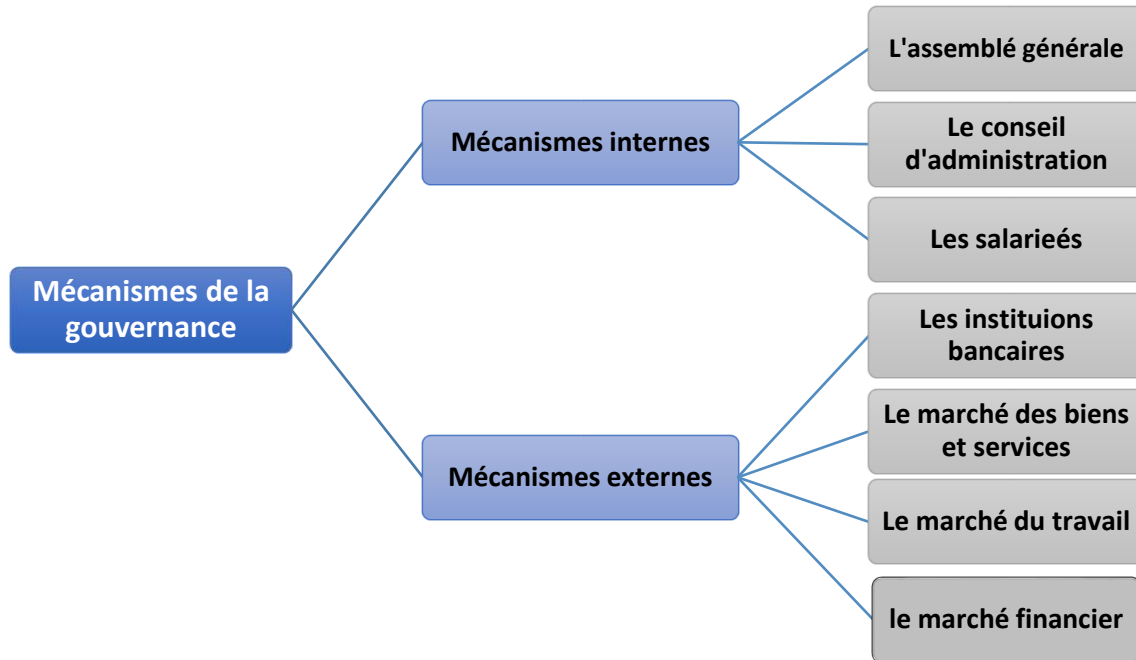 L'assemblé générale
Mécanismes internes
Le conseil
d'administration
Les salarieés
Mécanismes de la
gouvernance
Les instituions
bancaires
Le marché des biens
et services
Mécanismes externes
Le marché du travail
le marché financier